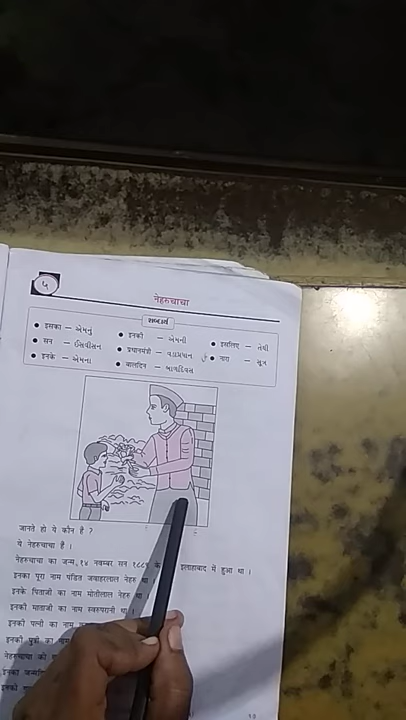 ५
नेहरुचाचा
शब्दार्थ
• इसका – એમનું • इनकी – એમની • इसलिए – તેથી
• सन – ઈસવીસન • प्रधानमंत्री – વડાપ્રધાન • नारा – સૂત્ર
• इनके – એમના • बालदिन – બાળદિવસ
जानते हो ये कौन है ?
ये नेहरुचाचा हैं ।
नेहरुचाचा का जन्म, १४ नवम्बर सन १८८९ के इलाहाबाद में हुआ था ।
इनका पूरा नाम पंडित जवाहरलाल नेहरु था
इनके पिताजी का नाम मोतीलाल नेहरु था
इनकी माताजी का नाम स्वरुपरानी था ।
इनकी पत्नी का नाम
इनकी पुत्री का नाम
नेहरुचाचा को
इनका
इसको